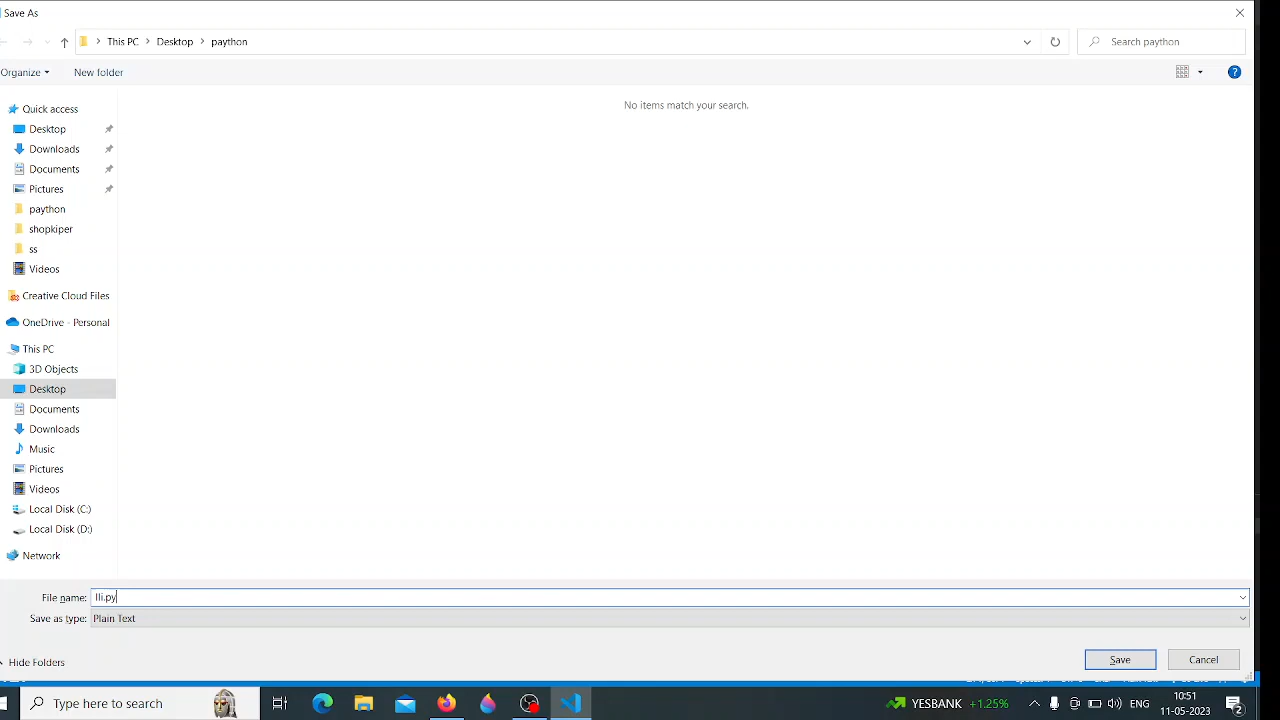 Save As
This PC > Desktop > paython
Search paython
Organize
New folder
No items match your search.
Quick access
Desktop
Downloads
Documents
Pictures
paython
shopkiper
ss
Videos
Creative Cloud Files
OneDrive - Personal
This PC
3D Objects
Desktop
Documents
Downloads
Music
Pictures
Videos
Local Disk (C:)
Local Disk (D:)
Network
File name: Ili.py
Save as type: Plain Text
Hide Folders
Save
Cancel
Type here to search
YESBANK +1.25%
ENG
10:51
11-05-2023
2